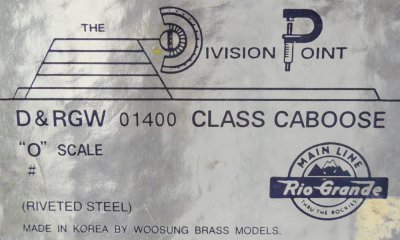 THE
DIVISION POINT
D & RGW 01400 CLASS CABOOSE
"O" SCALE
#
MAIN LINE
Rio Grande
THRU THE ROCKIES
(RIVETED STEEL)
MADE IN KOREA BY WOOSUNG BRASS MODELS.